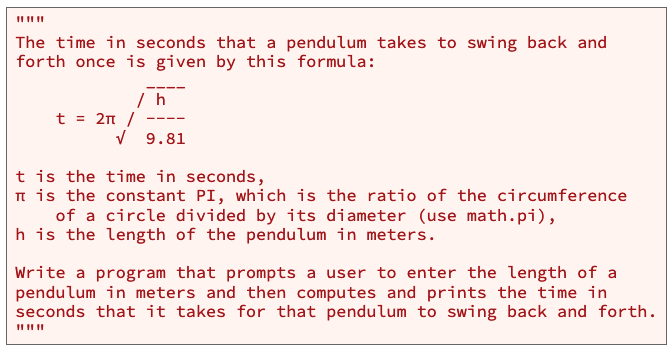 """
The time in seconds that a pendulum takes to swing back and
forth once is given by this formula:
             ____
            / h
    t = 2π / ----
          √  9.81

t is the time in seconds,
π is the constant PI, which is the ratio of the circumference
    of a circle divided by its diameter (use math.pi),
h is the length of the pendulum in meters.

Write a program that prompts a user to enter the length of a
pendulum in meters and then computes and prints the time in
seconds that it takes for that pendulum to swing back and forth.
"""